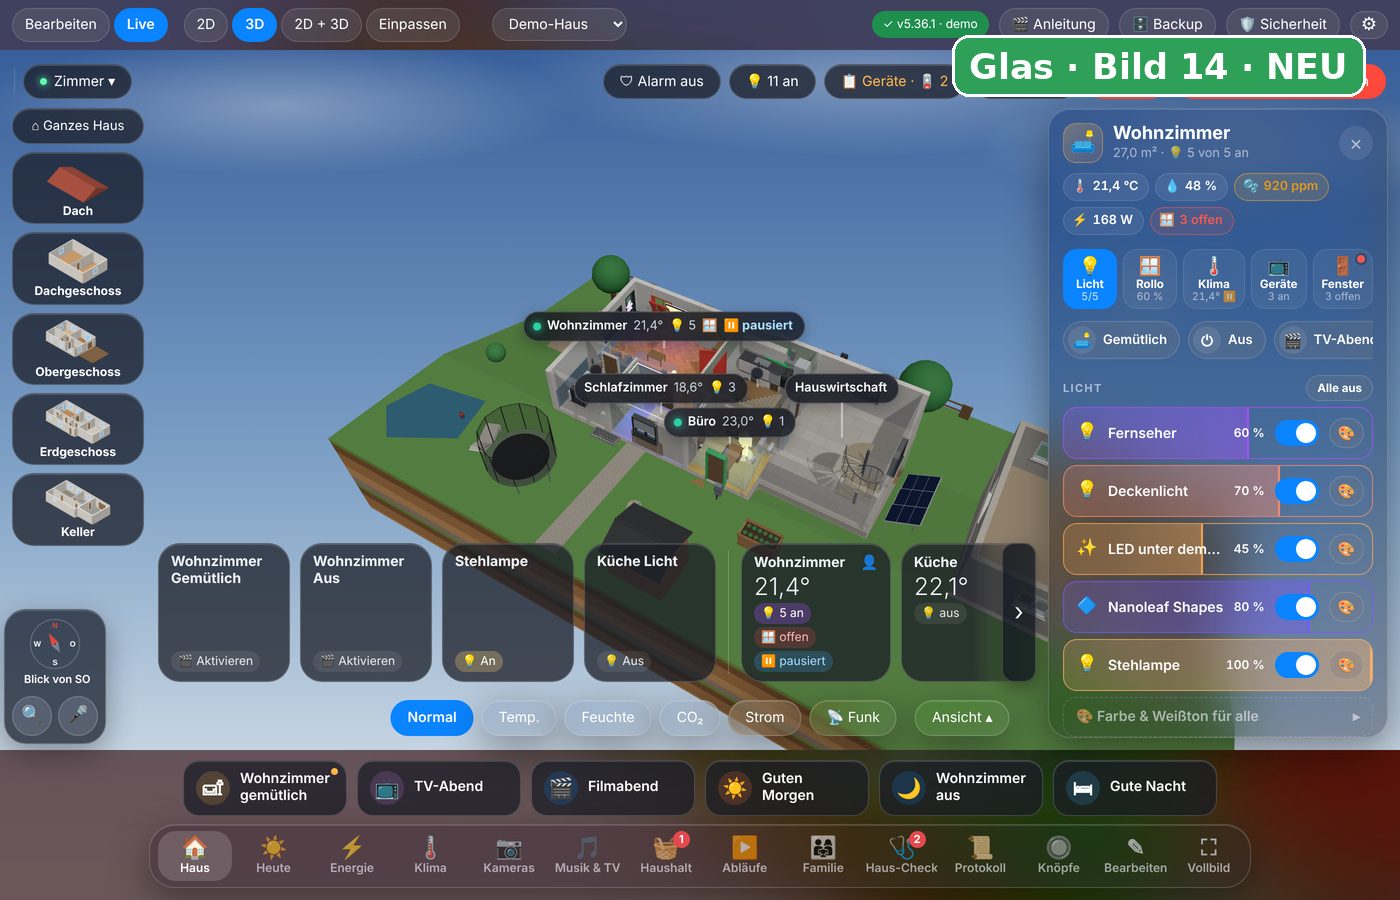 Bearbeiten Live 2D 3D 2D + 3D Einpassen Demo-Haus ✓ v5.36.1 · demo Anleitung Backup Sicherheit
Glas · Bild 14 · NEU
Zimmer ▾
Alarm aus 11 an Geräte · 2
Ganzes Haus
Dach
Dachgeschoss
Obergeschoss
Erdgeschoss
Keller
Wohnzimmer 21,4° 5 pausiert
Schlafzimmer 18,6° 3
Hauswirtschaft
Büro 23,0° 1
Wohnzimmer
27,0 m² · 5 von 5 an
×
21,4 °C 48 % 920 ppm
168 W 3 offen
Licht 5/5
Rollo 60 %
Klima 21,4°
Geräte 3 an
Fenster 3 offen
Gemütlich Aus TV-Abend
LICHT Alle aus
Fernseher 60 %
Deckenlicht 70 %
LED unter dem... 45 %
Nanoleaf Shapes 80 %
Stehlampe 100 %
Farbe & Weißton für alle ▸
Wohnzimmer Gemütlich
Aktivieren
Wohnzimmer Aus
Aktivieren
Stehlampe
An
Küche Licht
Aus
Wohnzimmer
21,4°
5 an
offen
pausiert
Küche
22,1°
aus
›
N
W O
S
Blick von SO
Normal Temp. Feuchte CO₂ Strom Funk Ansicht ▴
Wohnzimmer gemütlich
TV-Abend
Filmabend
Guten Morgen
Wohnzimmer aus
Gute Nacht
1 2
Haus Heute Energie Klima Kameras Musik & TV Haushalt Abläufe Familie Haus-Check Protokoll Knöpfe Bearbeiten Vollbild